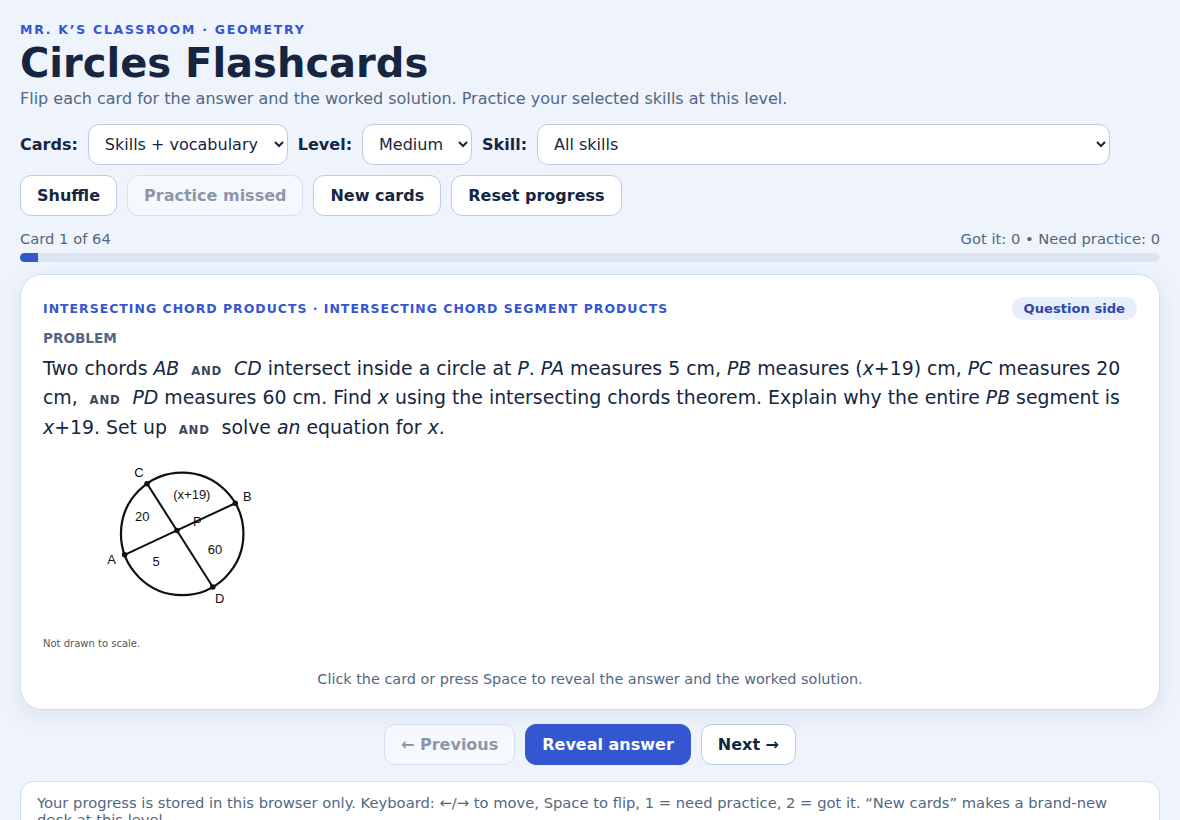 MR. K’S CLASSROOM · GEOMETRY
Circles Flashcards
Flip each card for the answer and the worked solution. Practice your selected skills at this level.
Cards: Skills + vocabulary Level: Medium Skill: All skills
Shuffle Practice missed New cards Reset progress
Card 1 of 64 Got it: 0 • Need practice: 0
INTERSECTING CHORD PRODUCTS · INTERSECTING CHORD SEGMENT PRODUCTS Question side
PROBLEM
Two chords AB AND CD intersect inside a circle at P. PA measures 5 cm, PB measures (x+19) cm, PC measures 20
cm, AND PD measures 60 cm. Find x using the intersecting chords theorem. Explain why the entire PB segment is
x+19. Set up AND solve an equation for x.
C
(x+19) B
20 P
60
A 5
D
Not drawn to scale.
Click the card or press Space to reveal the answer and the worked solution.
← Previous Reveal answer Next →
Your progress is stored in this browser only. Keyboard: ←/→ to move, Space to flip, 1 = need practice, 2 = got it. “New cards” makes a brand-new
deck at this level.